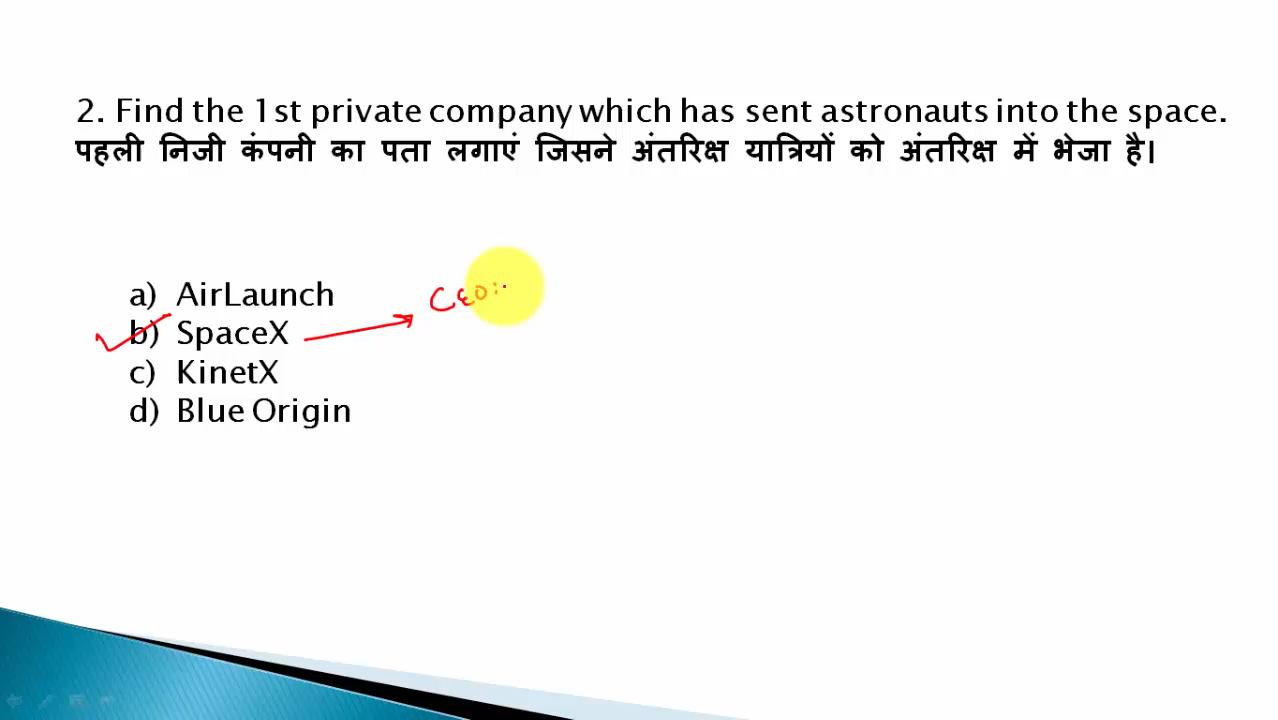 2. Find the 1st private company which has sent astronauts into the space.
पहली निजी कंपनी का पता लगाएं जिसने अंतरिक्ष यात्रियों को अंतरिक्ष में भेजा है।
a) AirLaunch
CEO:
b) SpaceX
c) KinetX
d) Blue Origin